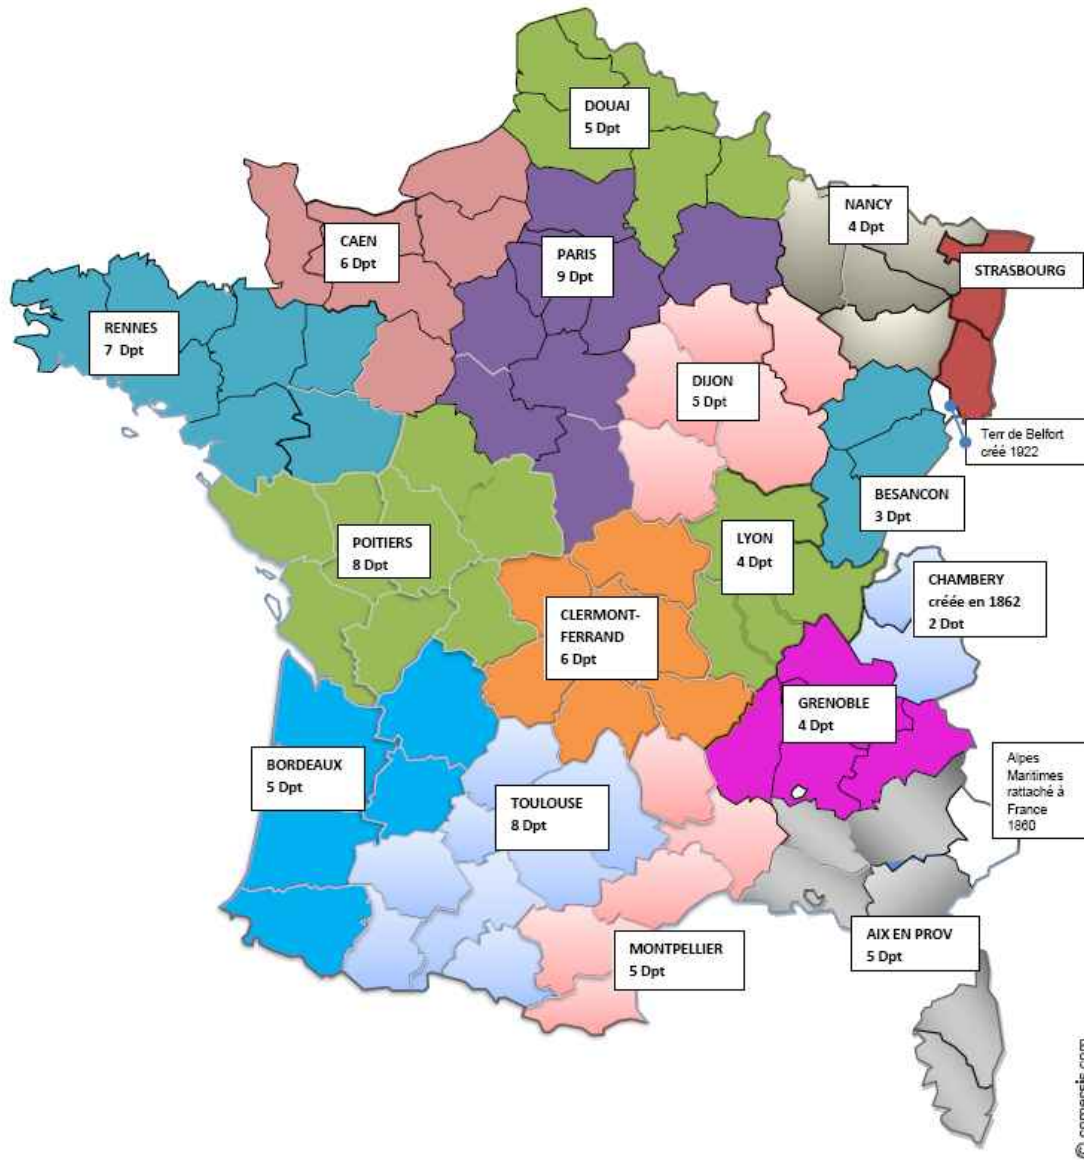 DOUAI
5 Dpt
NANCY
4 Dpt
CAEN
6 Dpt
PARIS
9 Dpt
STRASBOURG
RENNES
7 Dpt
DIJON
5 Dpt
Terr de Belfort
créé 1922
BESANCON
3 Dpt
POITIERS
8 Dpt
LYON
4 Dpt
CHAMBERY
créée en 1862
2 Dpt
CLERMONT-
FERRAND
6 Dpt
GRENOBLE
4 Dpt
BORDEAUX
5 Dpt
Alpes
Maritimes
rattaché à
France
1860
TOULOUSE
8 Dpt
AIX EN PROV
5 Dpt
MONTPELLIER
5 Dpt
© comersis.com